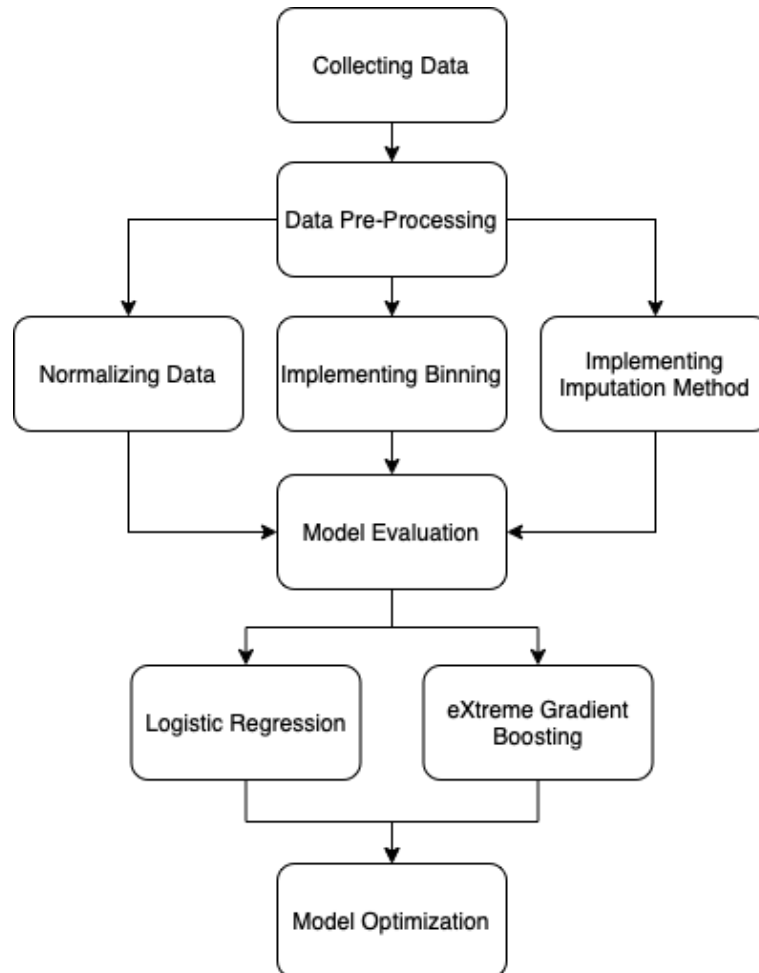 Collecting Data
Data Pre-Processing
Normalizing Data
Implementing Binning
Implementing
Imputation Method
Model Evaluation
Logistic Regression
eXtreme Gradient
Boosting
Model Optimization